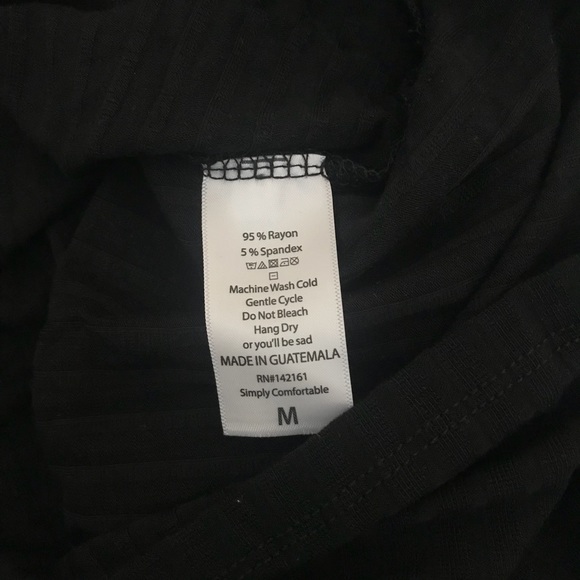 95 % Rayon
5 % Spandex
Machine Wash Cold
Gentle Cycle
Do Not Bleach
Hang Dry
or you'll be sad
MADE IN GUATEMALA
RN#142161
Simply Comfortable
M